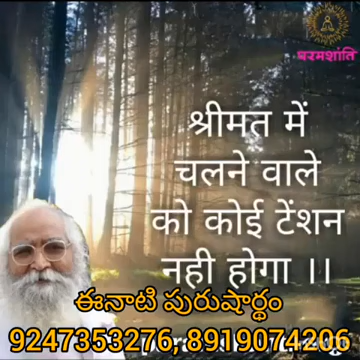 परमशांति
श्रीमत में
चलने वाले
को कोई टेंशन
नही होगा ।।
ఈనాటి పురుషార్థం
9247353276, 8919074206